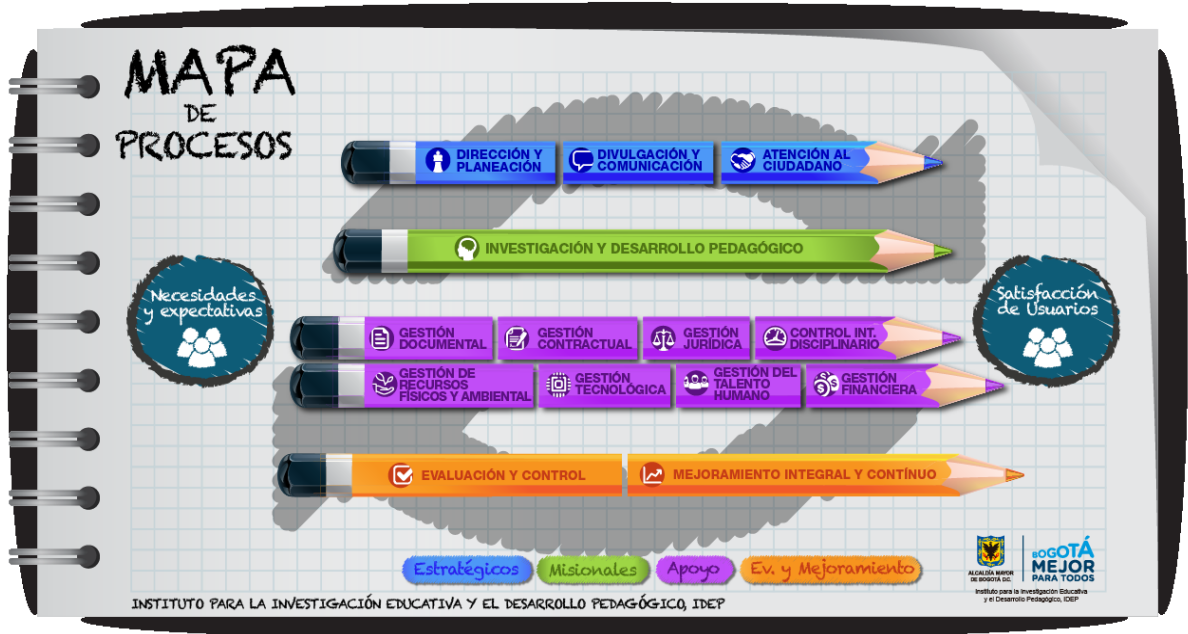 MAPA
DE
PROCESOS
DIRECCIÓN Y
PLANEACIÓN
DIVULGACIÓN Y
COMUNICACIÓN
ATENCIÓN AL
CIUDADANO
INVESTIGACIÓN Y DESARROLLO PEDAGÓGICO
Necesidades
y expectativas
Satisfacción
de Usuarios
GESTIÓN
DOCUMENTAL
GESTIÓN
CONTRACTUAL
GESTIÓN
JURÍDICA
CONTROL INT.
DISCIPLINARIO
GESTIÓN DE
RECURSOS
FÍSICOS Y AMBIENTAL
GESTIÓN
TECNOLÓGICA
GESTIÓN DEL
TALENTO
HUMANO
GESTIÓN
FINANCIERA
EVALUACIÓN Y CONTROL
MEJORAMIENTO INTEGRAL Y CONTÍNUO
Estratégicos
Misionales
Apoyo
Ev. y Mejoramiento
INSTITUTO PARA LA INVESTIGACIÓN EDUCATIVA Y EL DESARROLLO PEDAGÓGICO, IDEP
ALCALDÍA MAYOR
DE BOGOTÁ D.C.
BOGOTÁ
MEJOR
PARA TODOS
Instituto para la Investigación Educativa
y el Desarrollo Pedagógico, IDEP